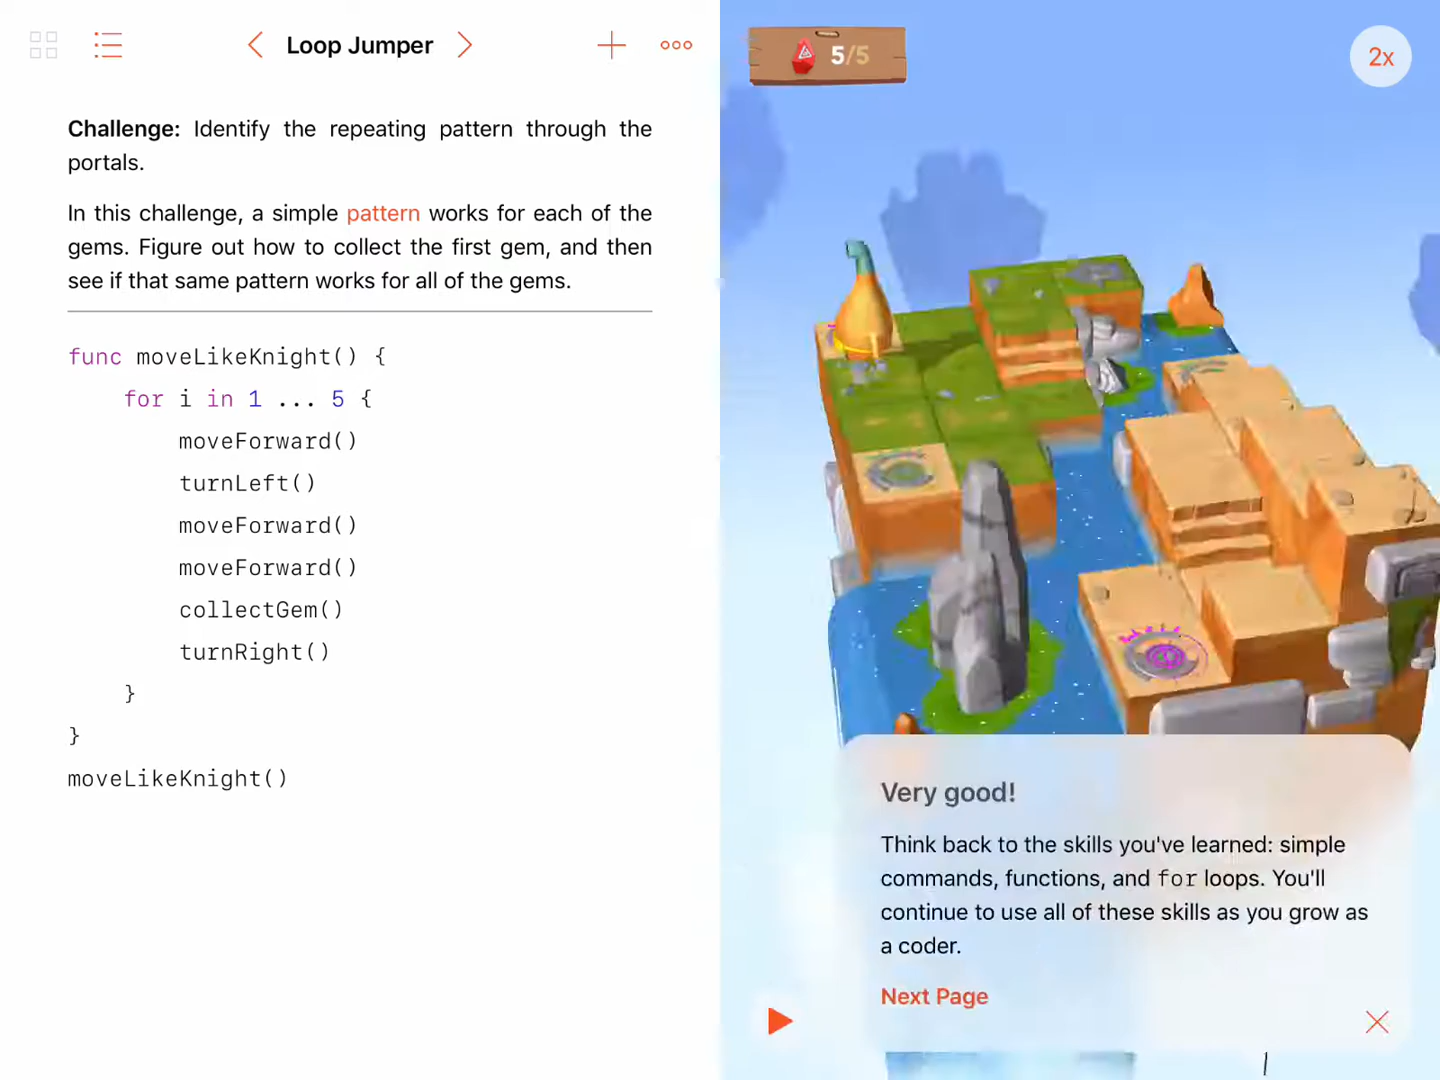 Loop Jumper
Challenge: Identify the repeating pattern through the
portals.
In this challenge, a simple pattern works for each of the
gems. Figure out how to collect the first gem, and then
see if that same pattern works for all of the gems.
func moveLikeKnight() {
    for i in 1 ... 5 {
        moveForward()
        turnLeft()
        moveForward()
        moveForward()
        collectGem()
        turnRight()
    }
}
moveLikeKnight()
5/5
2x
Very good!
Think back to the skills you've learned: simple
commands, functions, and for loops. You'll
continue to use all of these skills as you grow as
a coder.
Next Page